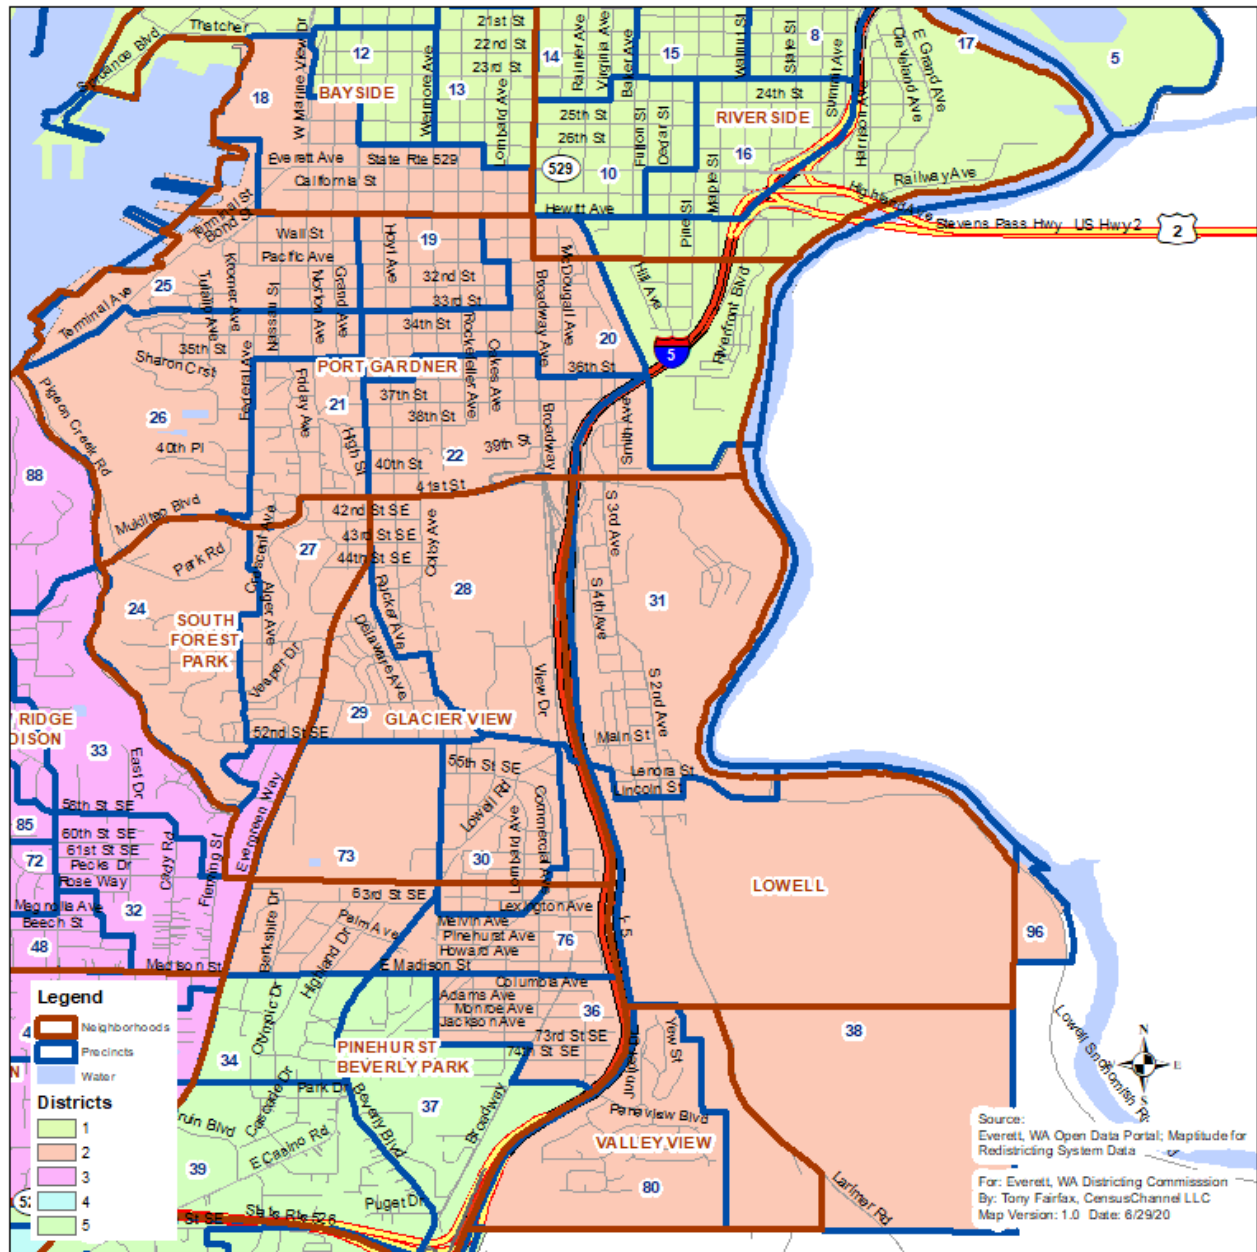 Thatcher
Spruance Blvd
W Marine View Dr
12
BAYSIDE
18
Wetmore Ave
13
21st St
22nd St
23rd St
Lombard Ave
14
Rainier Ave
Virginia Ave
Baker Ave
15
Walnut St
State St
8
Summit Ave
Harrison Ave
Cleveland Ave
E Grand Ave
17
5
24th St
25th St
26th St
RIVERSIDE
Fulton St
Cedar St
Maple St
16
10
529
Everett Ave
State Rte 529
California St
Hewitt Ave
Railway Ave
Highland Ave
Stevens Pass Hwy US Hwy 2
2
Terminal St
Bond St
Wall St
Pacific Ave
Hoyt Ave
19
32nd St
33rd St
34th St
Broadway Ave
McDougall Ave
Pine St
Hill Ave
Riverfront Blvd
5
25
Terminal Ave
Tulalip Ave
Kromer Ave
Nassau St
Norton Ave
Grand Ave
35th St
Sharon Crst
Federal Ave
PORT GARDNER
Rockefeller Ave
Oakes Ave
20
36th St
37th St
38th St
39th St
40th St
41st St
21
22
Friday Ave
High St
Broadway
Smith Ave
26
40th Pl
Pigeon Creek Rd
88
Mukilteo Blvd
Park Rd
24
Crescent Ave
Alger Ave
27
42nd St SE
43rd St SE
44th St SE
Colby Ave
28
Rucker Ave
Delaware Ave
S 3rd Ave
S 4th Ave
31
S 2nd Ave
SOUTH
FOREST
PARK
View Dr
29
GLACIER VIEW
52nd St SE
Main St
Lenora St
Lincoln St
RIDGE
DISON
33
East Dr
56th St SE
85
60th St SE
61st St SE
72
Pecks Dr
Rose Way
Cady Rd
Fleming St
Evergreen Way
Magnolia Ave
Beech St
32
48
Madison St
55th St SE
Lowell Rd
Lombard Ave
Commercial Ave
30
73
63rd St SE
Lexington Ave
Melvin Ave
Pinehurst Ave
Howard Ave
76
I-5
LOWELL
96
Berkshire Dr
Highland Dr
Palm Ave
E Madison St
Columbia Ave
Adams Ave
Monroe Ave
Jackson Ave
36
73rd St SE
74th St SE
Olympic Dr
34
PINEHURST
BEVERLY PARK
Cascade Dr
Park Dr
Beverly Blvd
37
Broadway
E Casino Rd
39
Puget Dr
State Rte 526
St SE
Yew St
Paneview Blvd
VALLEY VIEW
80
38
Larimer Rd
N
E
S
Legend
Neighborhoods
Precincts
Water
Districts
1
2
3
4
5
Source:
Everett, WA Open Data Portal; Maptitude for
Redistricting System Data
For: Everett, WA Districting Commisssion
By: Tony Fairfax, CensusChannel LLC
Map Version: 1.0 Date: 6/29/20